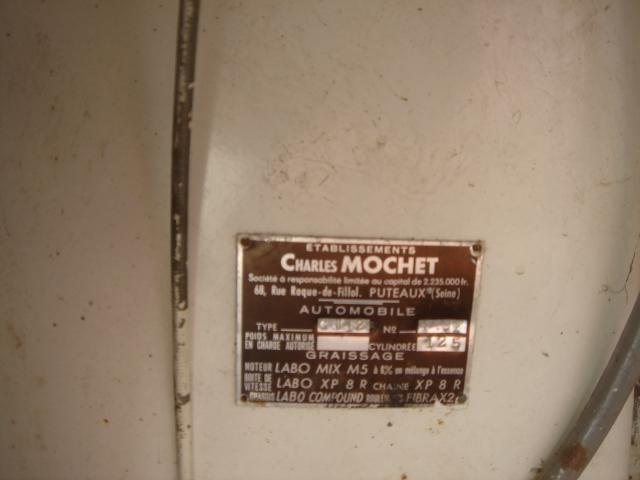 ETABLISSEMENTS
CHARLES MOCHET
Société à responsabilité limitée au capital de 2.235.000 fr.
68, Rue Roque-de-Fillol. PUTEAUX (Seine)
AUTOMOBILE
TYPE No
POIDS MAXIMUM
EN CHARGE AUTORISE CYLINDRÉE 125
GRAISSAGE
MOTEUR LABO MIX M5 à 8% en mélange à l'essence
BOITE DE
VITESSE LABO XP 8 R CHAINE XP 8 R
CHASSIS LABO COMPOUND FIBRAX2